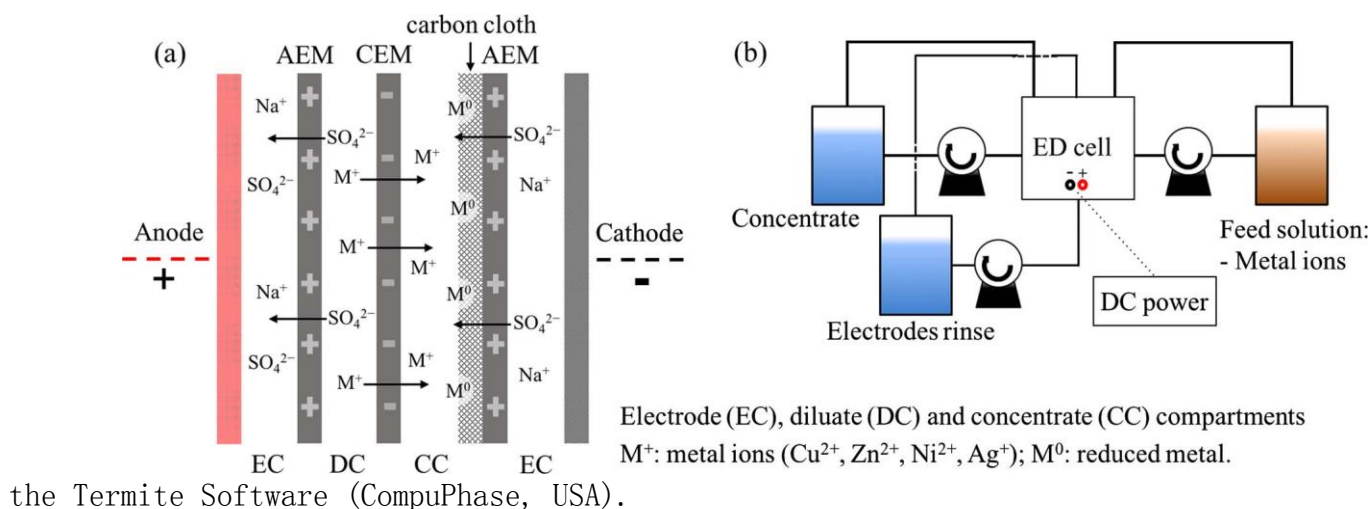 (a)
carbon cloth
AEM CEM AEM
Na⁺ M⁰
SO₄²⁻ SO₄²⁻
M⁺
SO₄²⁻ M⁺ Na⁺
M⁰
Anode Cathode
+ -
M⁺ M⁺
Na⁺ M⁰
SO₄²⁻ SO₄²⁻
SO₄²⁻ M⁺
M⁺ M⁰ Na⁺
EC DC CC EC
(b)
ED cell
- +
Concentrate
Feed solution:
- Metal ions
DC power
Electrodes rinse
Electrode (EC), diluate (DC) and concentrate (CC) compartments
M⁺: metal ions (Cu²⁺, Zn²⁺, Ni²⁺, Ag⁺); M⁰: reduced metal.
the Termite Software (CompuPhase, USA).